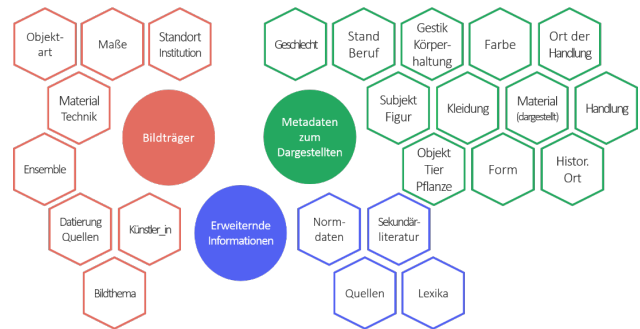 Objekt-
art
Maße
Standort
Institution
Material
Technik
Bildträger
Ensemble
Datierung
Quellen
Künstler_in
Bildthema
Geschlecht
Stand
Beruf
Gestik
Körper-
haltung
Farbe
Ort der
Handlung
Metadaten
zum
Dargestellten
Subjekt
Figur
Kleidung
Material
(dargestellt)
Handlung
Objekt
Tier
Pflanze
Form
Histor.
Ort
Erweiternde
Informationen
Norm-
daten
Sekundär-
literatur
Quellen
Lexika